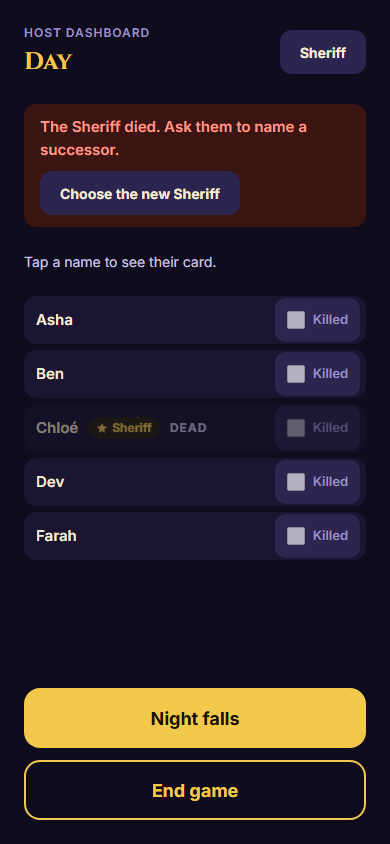 HOST DASHBOARD
Day
Sheriff
The Sheriff died. Ask them to name a
successor.
Choose the new Sheriff
Tap a name to see their card.
Asha Killed
Ben Killed
Chloé ★ Sheriff DEAD Killed
Dev Killed
Farah Killed
Night falls
End game